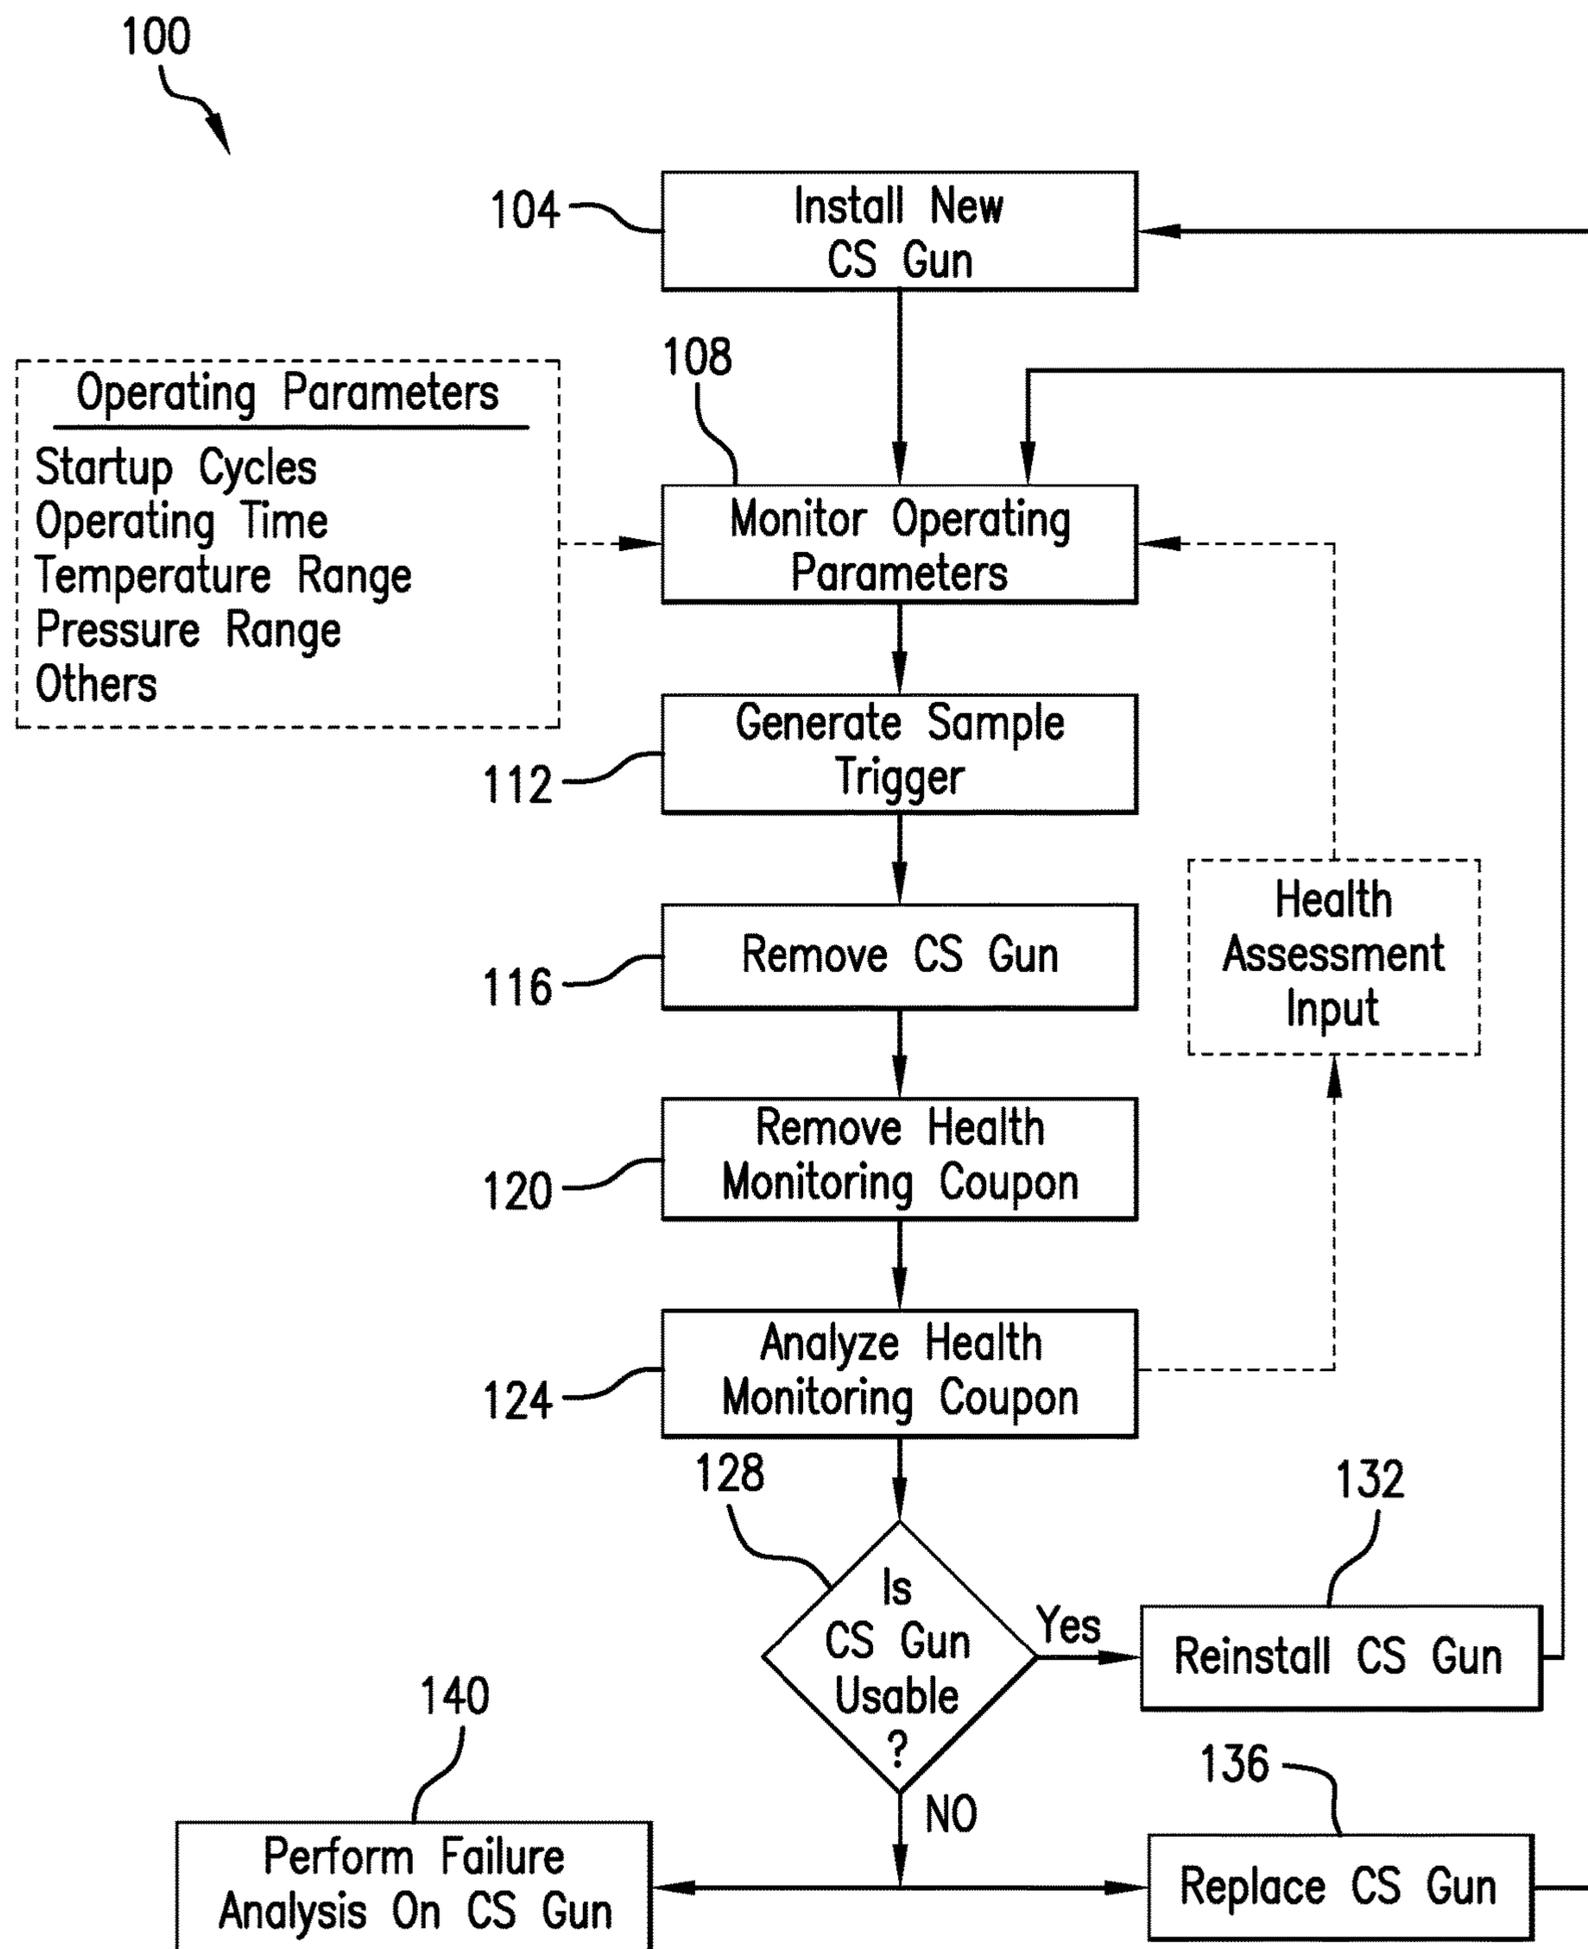 100
104
Install New
CS Gun
108
Operating Parameters
Startup Cycles
Operating Time
Temperature Range
Pressure Range
Others
Monitor Operating
Parameters
112
Generate Sample
Trigger
116
Remove CS Gun
Health
Assessment
Input
120
Remove Health
Monitoring Coupon
124
Analyze Health
Monitoring Coupon
128
Is
CS Gun
Usable
?
Yes
132
Reinstall CS Gun
NO
140
Perform Failure
Analysis On CS Gun
136
Replace CS Gun